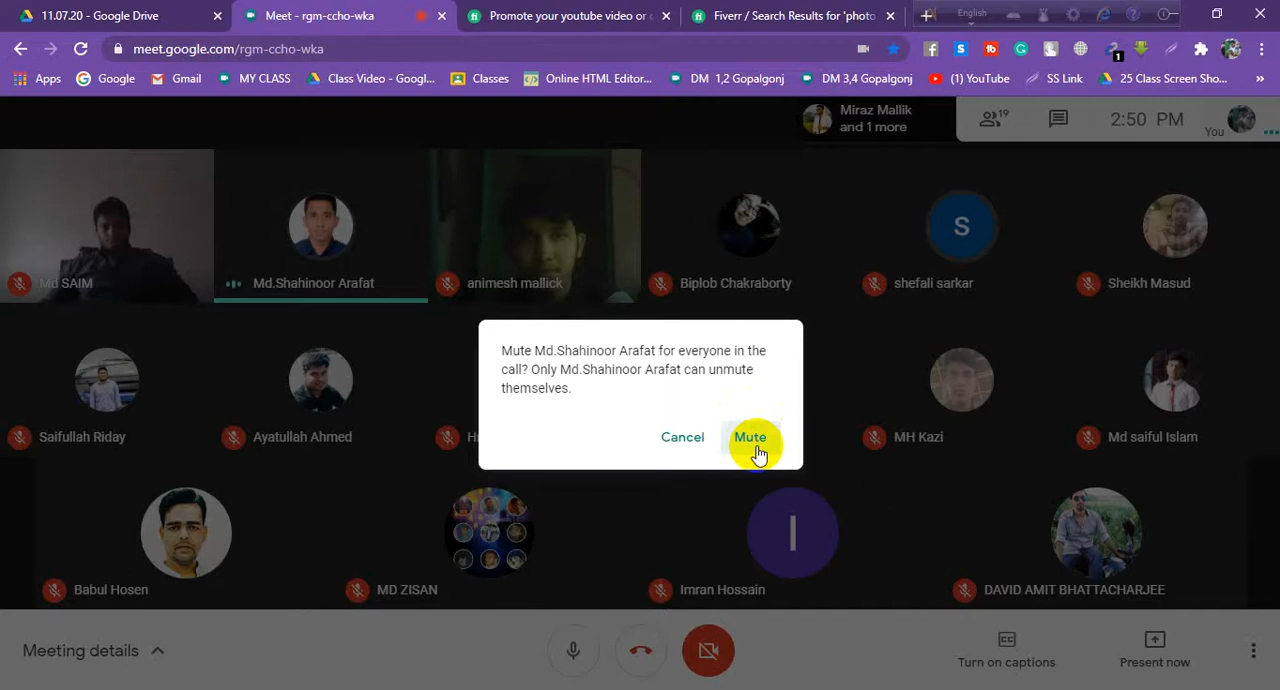 11.07.20 - Google Drive
Meet - rgm-ccho-wka
Promote your youtube video or
Fiverr / Search Results for 'photo
English
meet.google.com/rgm-ccho-wka
1
Apps
Google
Gmail
MY CLASS
Class Video - Googl...
Classes
Online HTML Editor...
DM 1,2 Gopalgonj
DM 3,4 Gopalgonj
(1) YouTube
SS Link
25 Class Screen Sho...
»
Miraz Mallik
and 1 more
19
2:50 PM
You
Md SAIM
Md.Shahinoor Arafat
animesh mallick
Biplob Chakraborty
S
shefali sarkar
Sheikh Masud
Mute Md.Shahinoor Arafat for everyone in the
call? Only Md.Shahinoor Arafat can unmute
themselves.
Cancel
Mute
Saifullah Riday
Ayatullah Ahmed
MH Kazi
Md saiful Islam
Babul Hosen
MD ZISAN
I
Imran Hossain
DAVID AMIT BHATTACHARJEE
Meeting details
Turn on captions
Present now